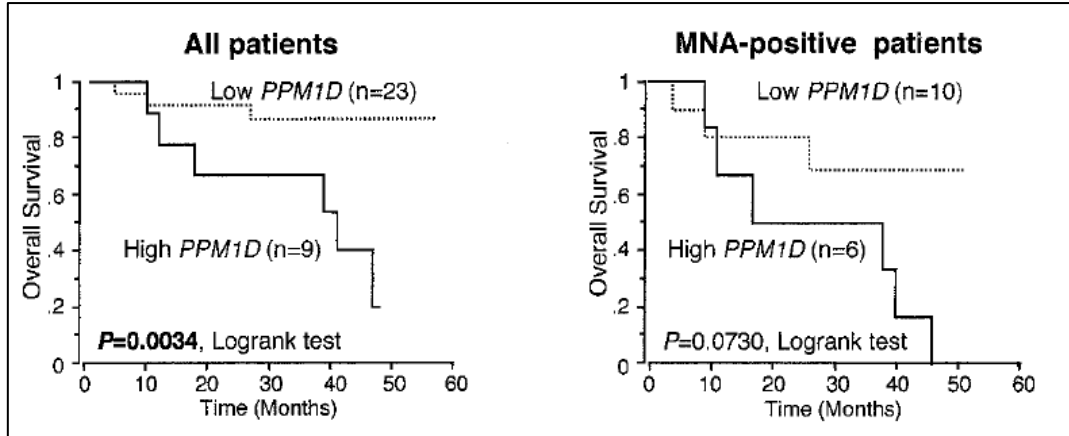 All patients
Overall Survival
1
.8
.6
.4
.2
0
Low PPM1D (n=23)
High PPM1D (n=9)
P=0.0034, Logrank test
0 10 20 30 40 50 60
Time (Months)
MNA-positive patients
Overall Survival
1
.8
.6
.4
.2
0
Low PPM1D (n=10)
High PPM1D (n=6)
P=0.0730, Logrank test
0 10 20 30 40 50 60
Time (Months)